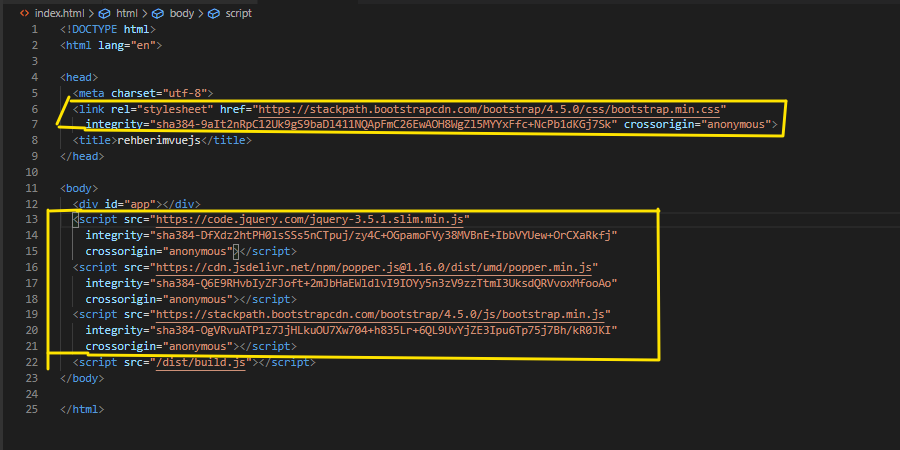 index.html > html > body > script
1 <!DOCTYPE html>
2 <html lang="en">
3
4 <head>
5 <meta charset="utf-8">
6 <link rel="stylesheet" href="https://stackpath.bootstrapcdn.com/bootstrap/4.5.0/css/bootstrap.min.css"
7 integrity="sha384-9aIt2nRpC12Uk9gS9baDl411NQApFmC26EwAOH8WgZl5MYYxFfc+NcPb1dKGj7Sk" crossorigin="anonymous">
8 <title>rehberimvuejs</title>
9 </head>
10
11 <body>
12 <div id="app"></div>
13 <script src="https://code.jquery.com/jquery-3.5.1.slim.min.js"
14 integrity="sha384-DfXdz2htPH0lsSSs5nCTpuj/zy4C+OGpamoFVy38MVBnE+IbbVYUew+OrCXaRkfj"
15 crossorigin="anonymous"></script>
16 <script src="https://cdn.jsdelivr.net/npm/popper.js@1.16.0/dist/umd/popper.min.js"
17 integrity="sha384-Q6E9RHvbIyZFJoft+2mJbHaEWldlvI9IOYy5n3zV9zzTtmI3UksdQRVvoxMfooAo"
18 crossorigin="anonymous"></script>
19 <script src="https://stackpath.bootstrapcdn.com/bootstrap/4.5.0/js/bootstrap.min.js"
20 integrity="sha384-OgVRvuATP1z7JjHLkuOU7Xw704+h835Lr+6QL9UvYjZE3Ipu6Tp75j7Bh/kR0JKI"
21 crossorigin="anonymous"></script>
22 <script src="/dist/build.js"></script>
23 </body>
24
25 </html>